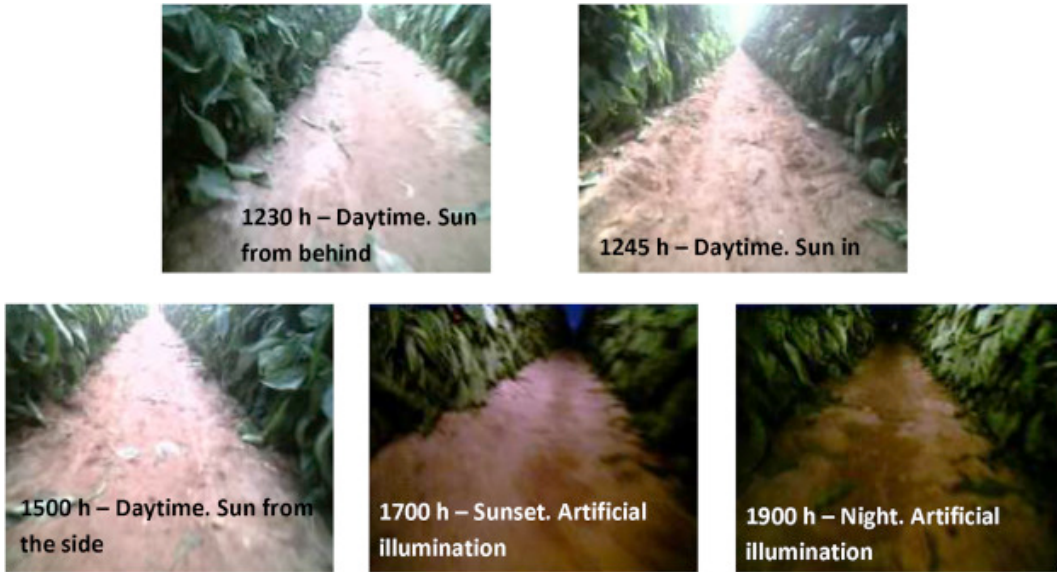 1230 h – Daytime. Sun
from behind
1245 h – Daytime. Sun in
1500 h – Daytime. Sun from
the side
1700 h – Sunset. Artificial
illumination
1900 h – Night. Artificial
illumination